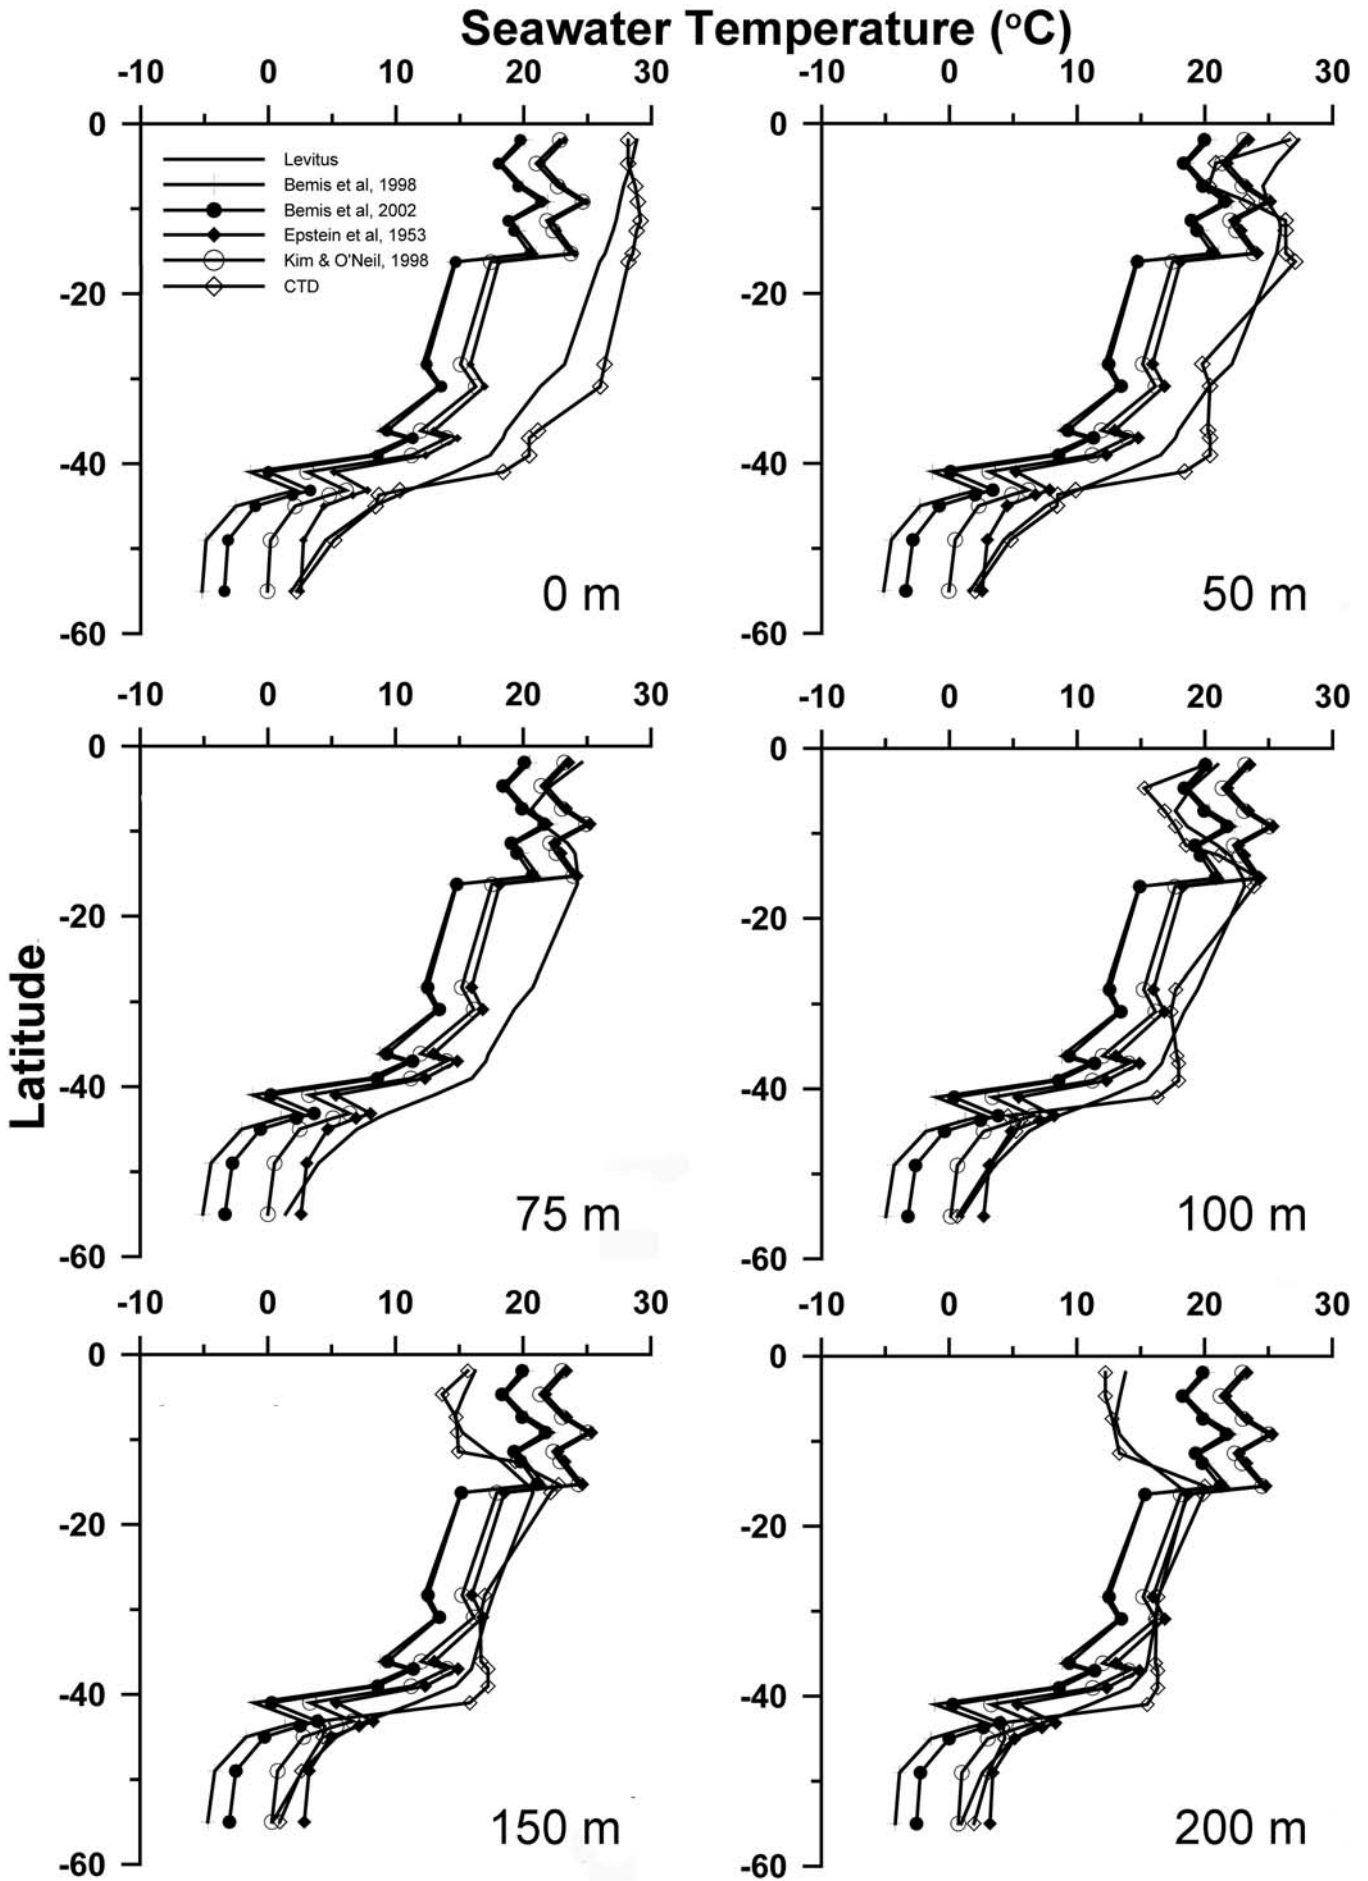 Seawater Temperature (°C)
-10 0 10 20 30
-10 0 10 20 30
0
-20
-40
-60
Levitus
Bemis et al, 1998
Bemis et al, 2002
Epstein et al, 1953
Kim & O'Neil, 1998
CTD
0 m
0
-20
-40
-60
50 m
Latitude
-10 0 10 20 30
0
-20
-40
-60
75 m
-10 0 10 20 30
0
-20
-40
-60
100 m
-10 0 10 20 30
0
-20
-40
-60
150 m
-10 0 10 20 30
0
-20
-40
-60
200 m